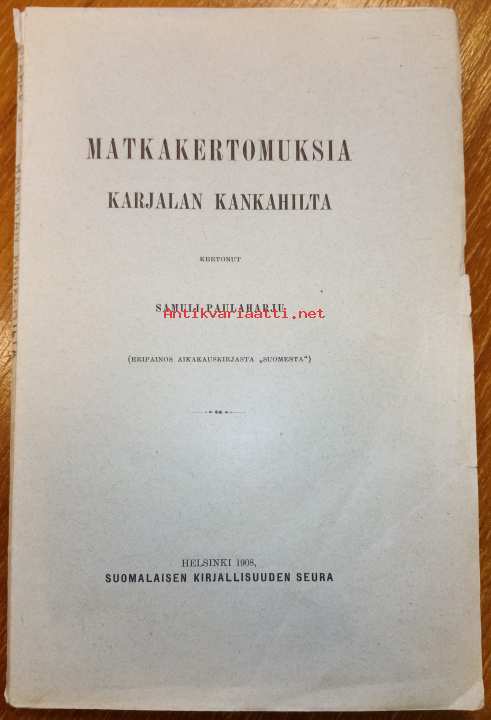 MATKAKERTOMUKSIA
KARJALAN KANKAHILTA
KERTONUT
SAMULI PAULAHARJU
Antikvariaatti.net
(ERIPAINOS AIKAKAUSKIRJASTA „SUOMESTA“)
HELSINKI 1908,
SUOMALAISEN KIRJALLISUUDEN SEURA